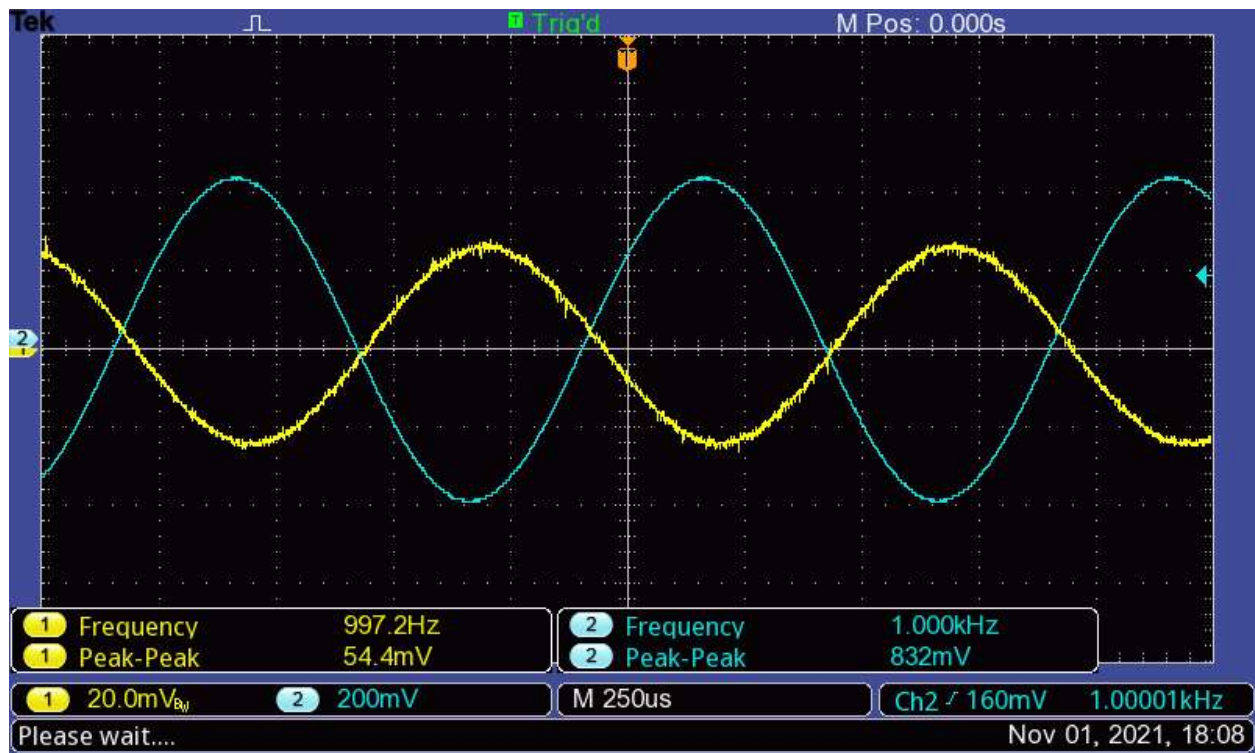 Tek Trig'd M Pos: 0.000s
T
T
2
1
1 Frequency 997.2Hz 2 Frequency 1.000kHz
1 Peak-Peak 54.4mV 2 Peak-Peak 832mV
1 20.0mVBW 2 200mV M 250us Ch2 160mV 1.00001kHz
Please wait.... Nov 01, 2021, 18:08